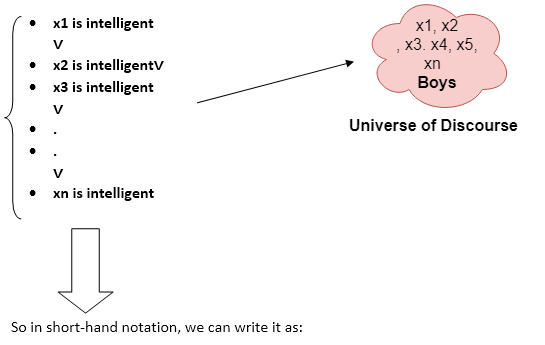 • x1 is intelligent
V
• x2 is intelligentV
• x3 is intelligent
V
• .
• .
V
• xn is intelligent
x1, x2
, x3. x4, x5,
xn
Boys
Universe of Discourse
So in short-hand notation, we can write it as: